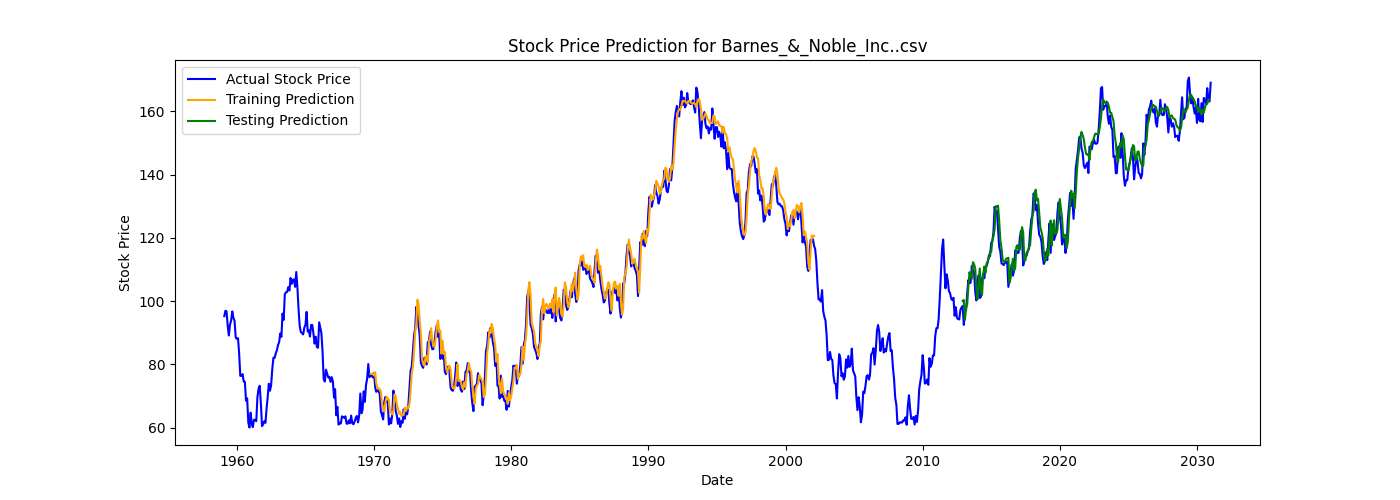 Stock Price Prediction for Barnes_&_Noble_Inc..csv
Actual Stock Price
Training Prediction
Testing Prediction
Stock Price
160
140
120
100
80
60
1960 1970 1980 1990 2000 2010 2020 2030
Date